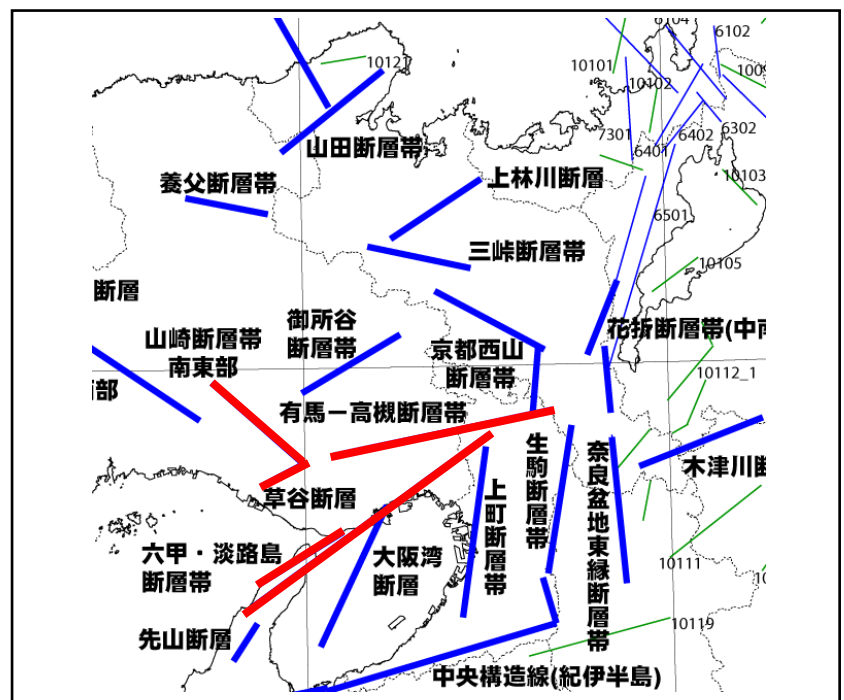 6104
6102
10121
10101
10102
山田断層帯
7301
6401
6402
6302
養父断層帯
上林川断層
10103
6501
三峠断層帯
10105
断層
御所谷
断層帯
山崎断層帯
南東部
京都西山
断層帯
花折断層帯(中南
10112_1
部
有馬－高槻断層帯
生駒断層帯
奈良盆地東縁断層帯
木津川断
草谷断層
上町断層帯
六甲・淡路島
断層帯
大阪湾
断層
10111
先山断層
10119
中央構造線(紀伊半島)